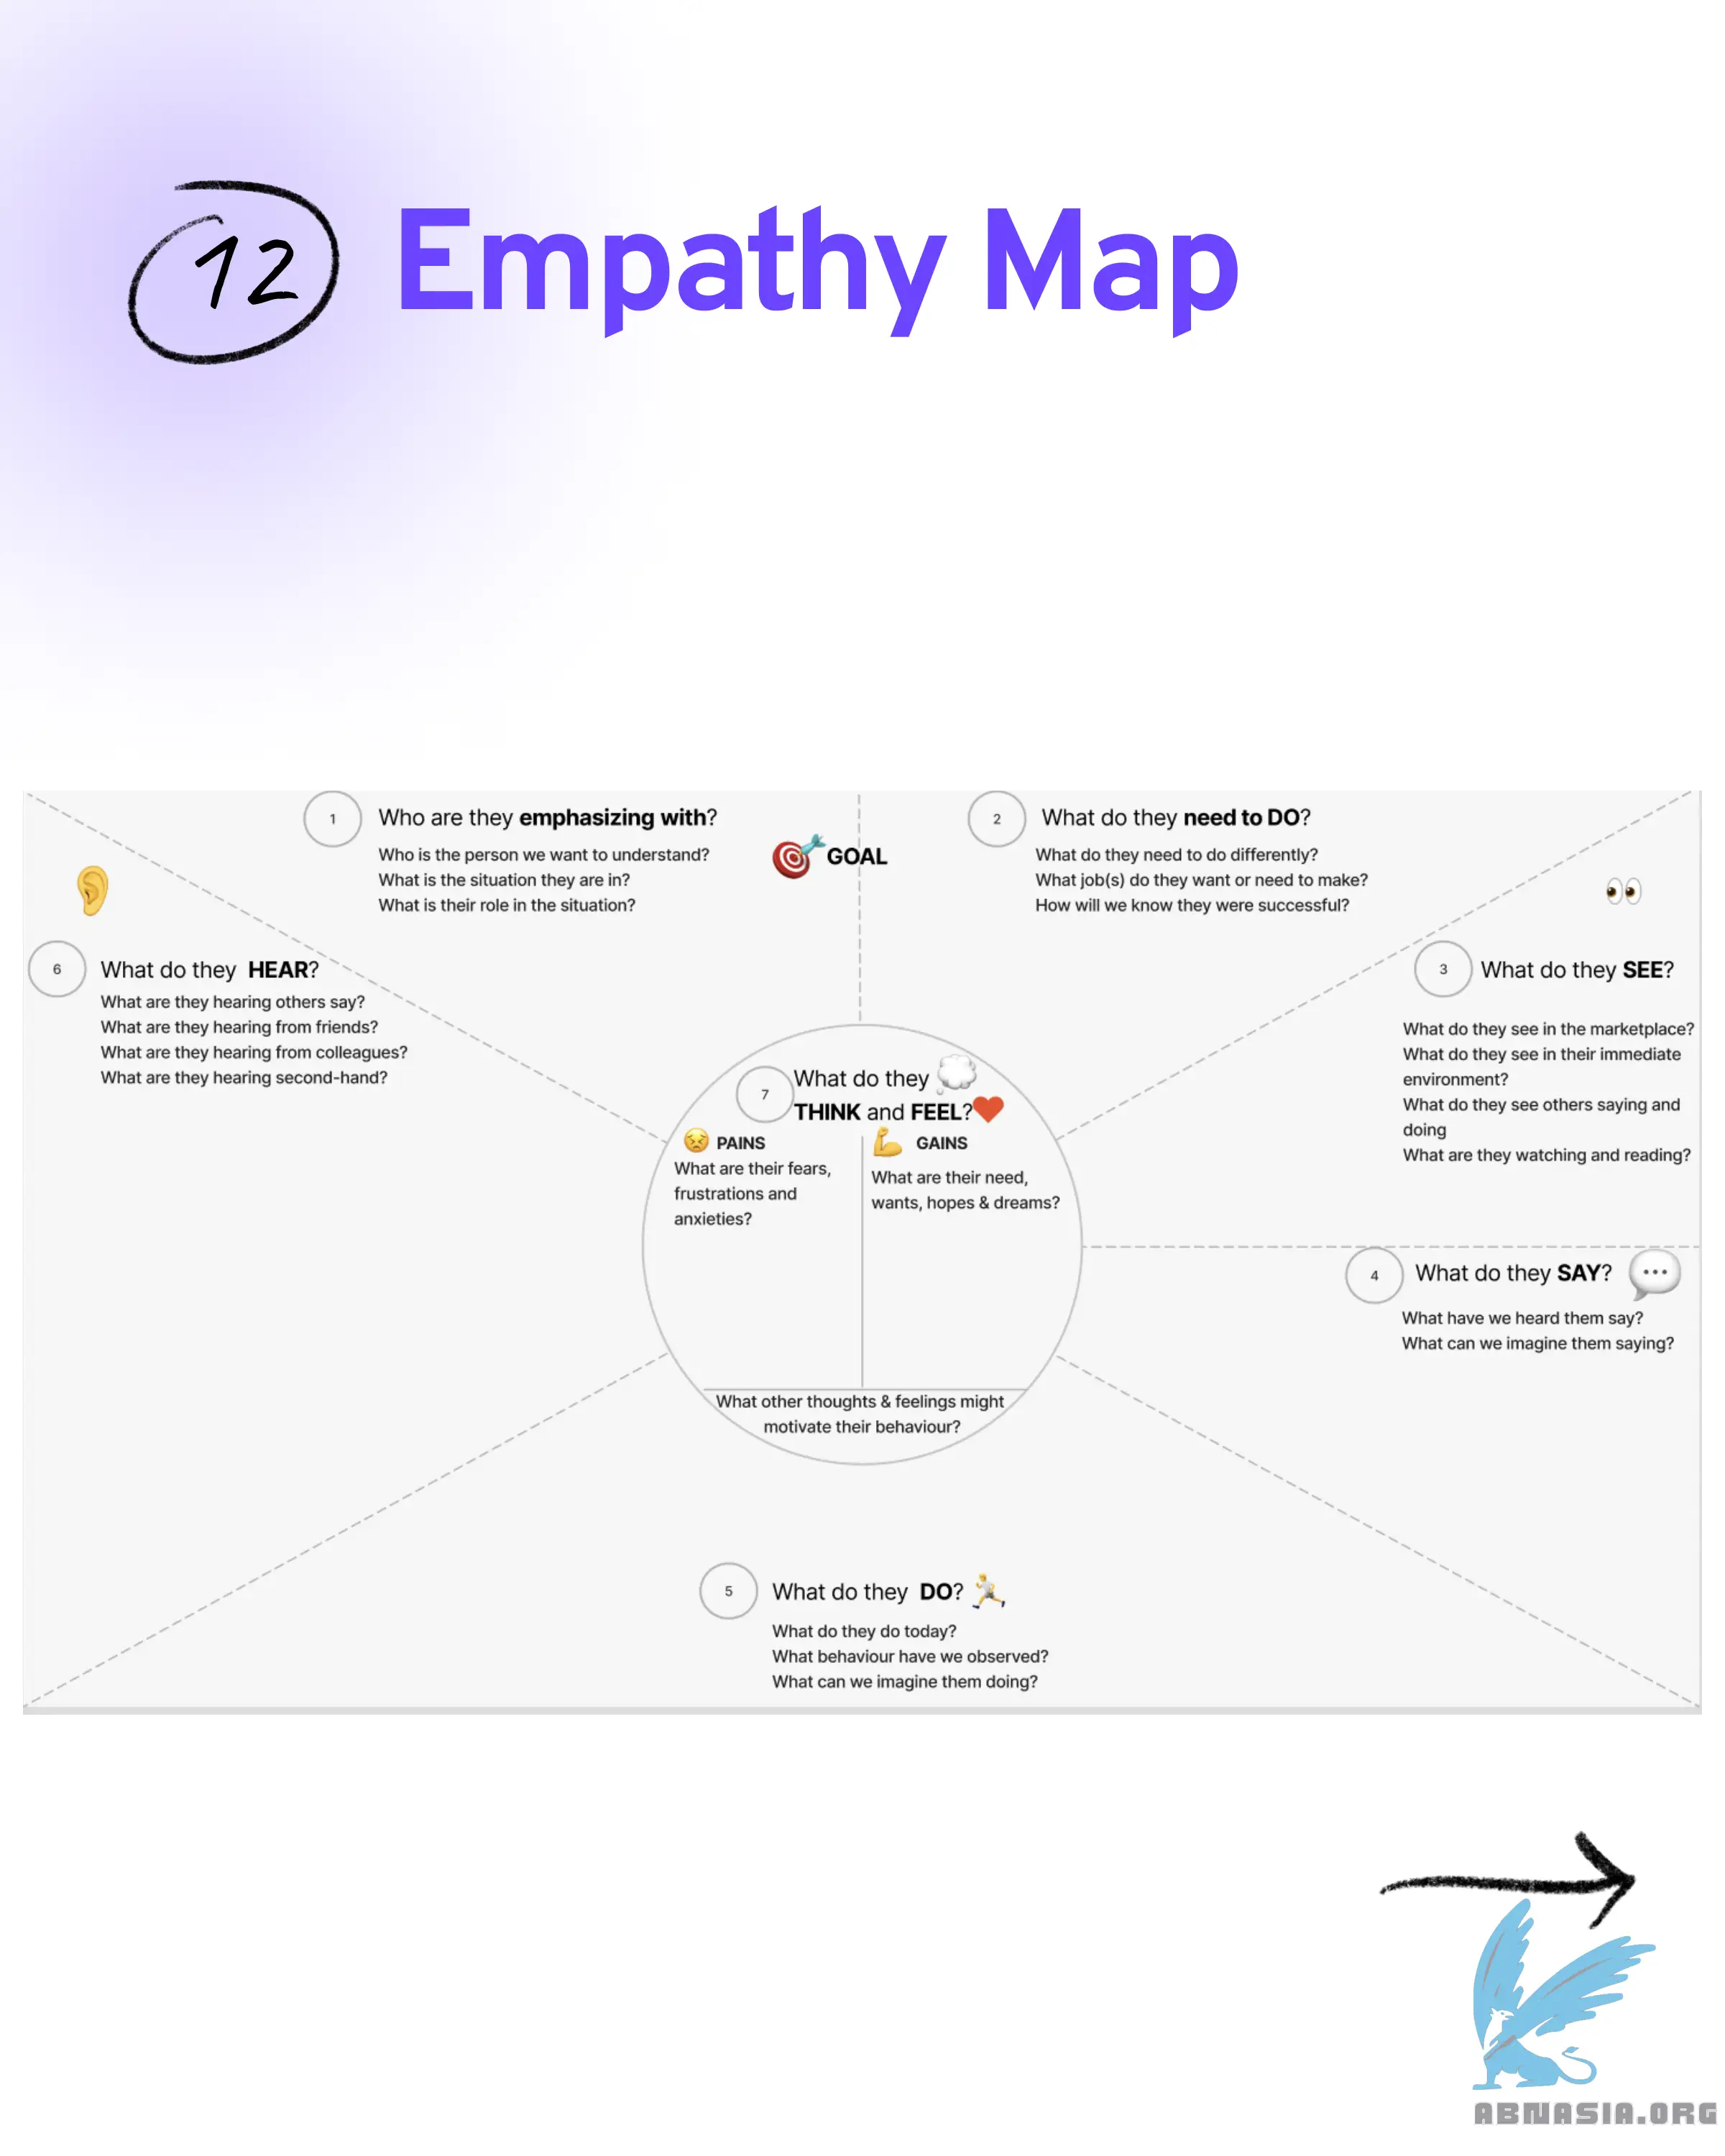 12
Empathy Map
1
Who are they emphasizing with?
Who is the person we want to understand?
What is the situation they are in?
What is their role in the situation?
GOAL
2
What do they need to DO?
What do they need to do differently?
What job(s) do they want or need to make?
How will we know they were successful?
6
What do they HEAR?
What are they hearing others say?
What are they hearing from friends?
What are they hearing from colleagues?
What are they hearing second-hand?
3
What do they SEE?
What do they see in the marketplace?
What do they see in their immediate
environment?
What do they see others saying and
doing
What are they watching and reading?
7
What do they
THINK and FEEL?
PAINS
What are their fears,
frustrations and
anxieties?
GAINS
What are their need,
wants, hopes & dreams?
What other thoughts & feelings might
motivate their behaviour?
4
What do they SAY?
What have we heard them say?
What can we imagine them saying?
5
What do they DO?
What do they do today?
What behaviour have we observed?
What can we imagine them doing?
ABNASIA.ORG